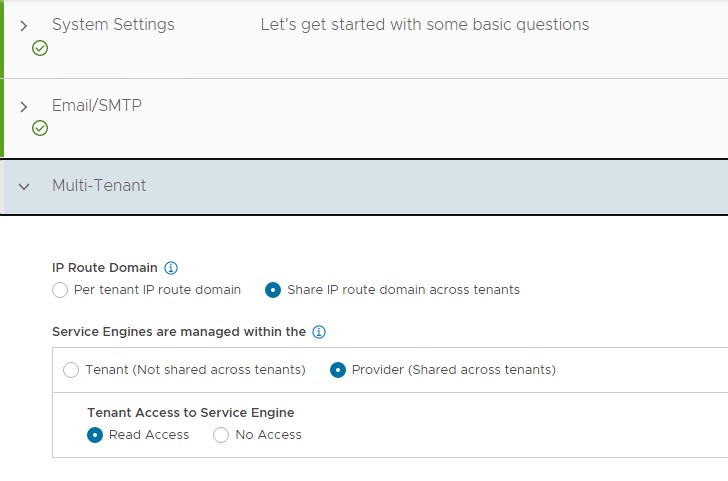 System Settings Let's get started with some basic questions
Email/SMTP
Multi-Tenant
IP Route Domain
Per tenant IP route domain Share IP route domain across tenants
Service Engines are managed within the
Tenant (Not shared across tenants) Provider (Shared across tenants)
Tenant Access to Service Engine
Read Access No Access